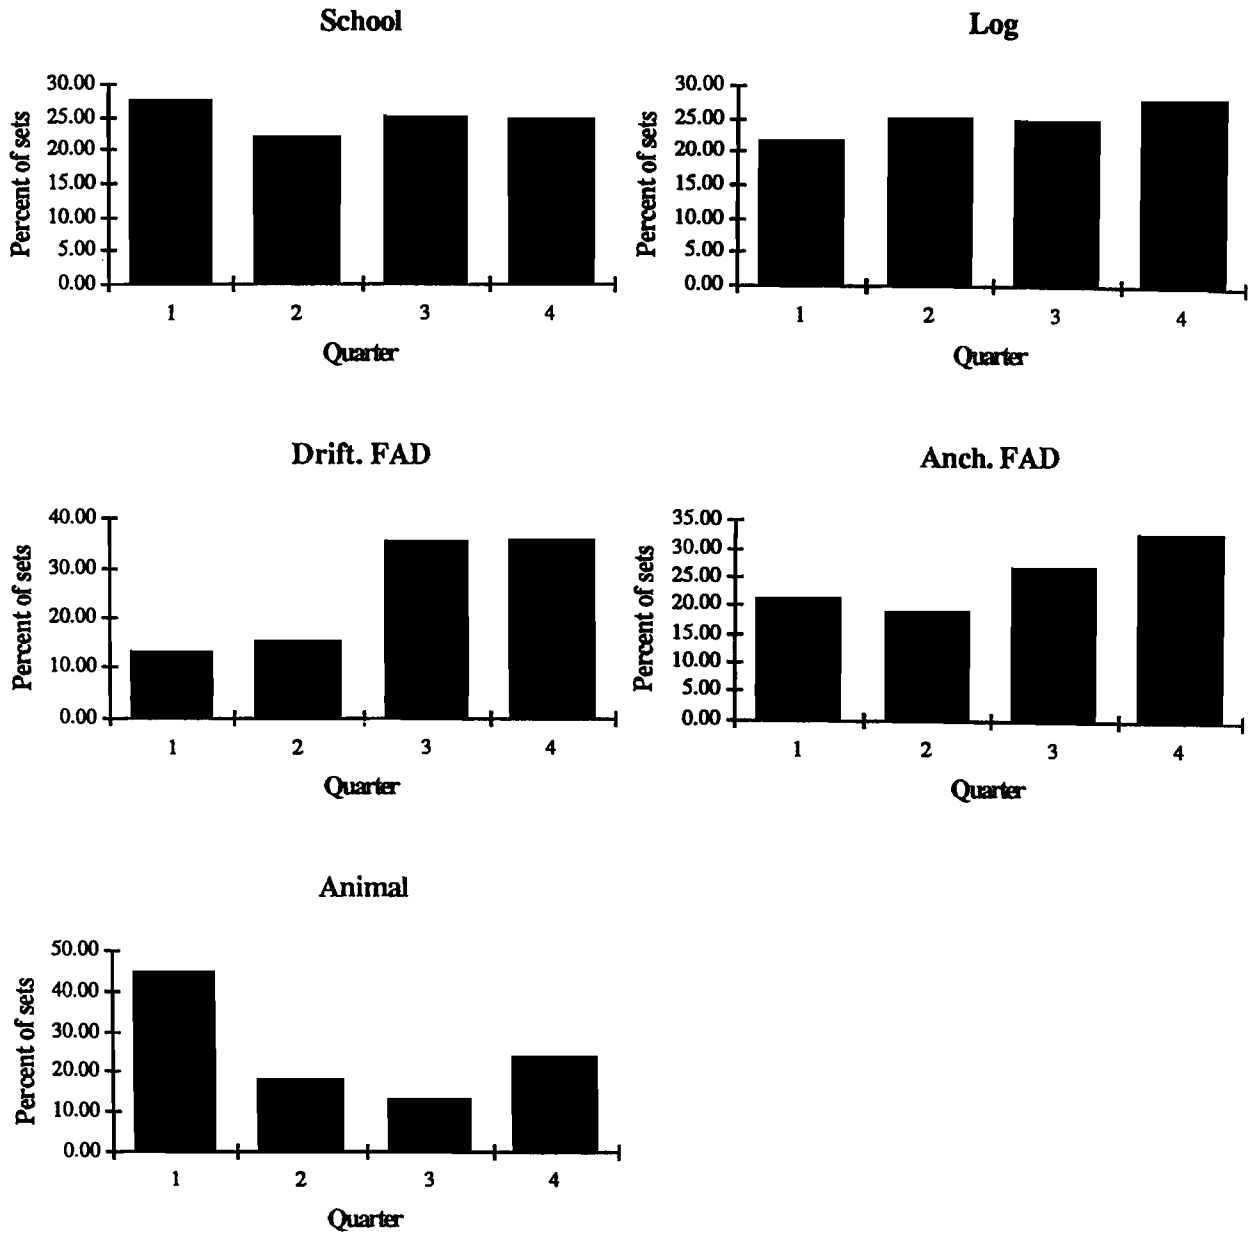 School
Percent of sets
30.00
25.00
20.00
15.00
10.00
5.00
0.00
1 2 3 4
Quarter
Log
Percent of sets
30.00
25.00
20.00
15.00
10.00
5.00
0.00
1 2 3 4
Quarter
Drift. FAD
Percent of sets
40.00
30.00
20.00
10.00
0.00
1 2 3 4
Quarter
Anch. FAD
Percent of sets
35.00
30.00
25.00
20.00
15.00
10.00
5.00
0.00
1 2 3 4
Quarter
Animal
Percent of sets
50.00
40.00
30.00
20.00
10.00
0.00
1 2 3 4
Quarter